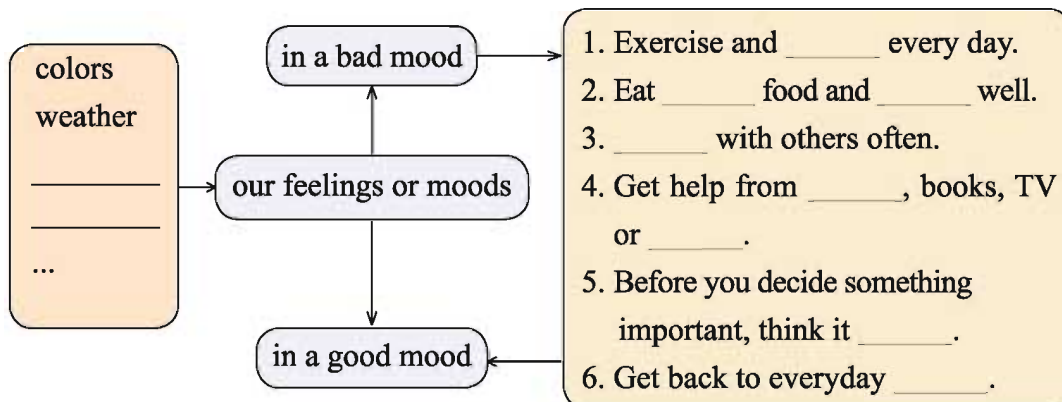 colors
weather
...
our feelings or moods
in a bad mood
in a good mood
1. Exercise and ______ every day.
2. Eat ______ food and ______ well.
3. ______ with others often.
4. Get help from ______, books, TV
or ______.
5. Before you decide something
important, think it ______.
6. Get back to everyday ______.